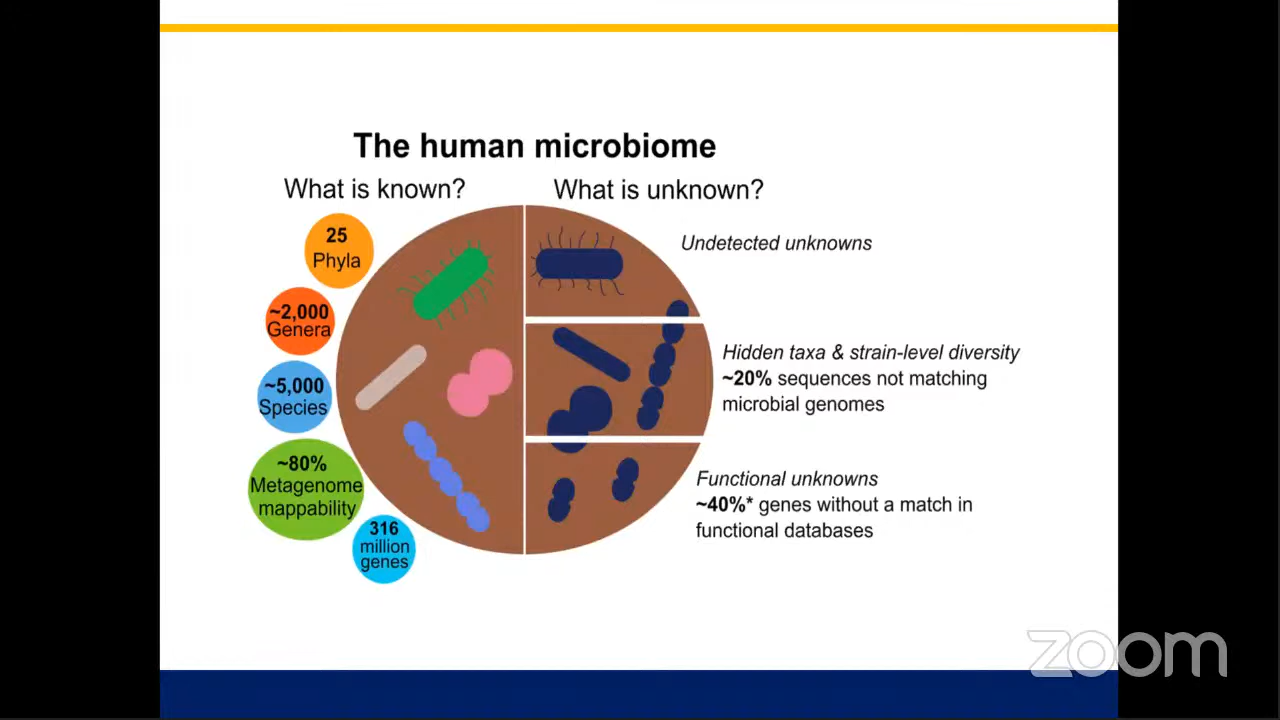 The human microbiome
What is known?
What is unknown?
25
Phyla
~2,000
Genera
~5,000
Species
~80%
Metagenome
mappability
316
million
genes
Undetected unknowns
Hidden taxa & strain-level diversity
~20% sequences not matching
microbial genomes
Functional unknowns
~40%* genes without a match in
functional databases
zoom